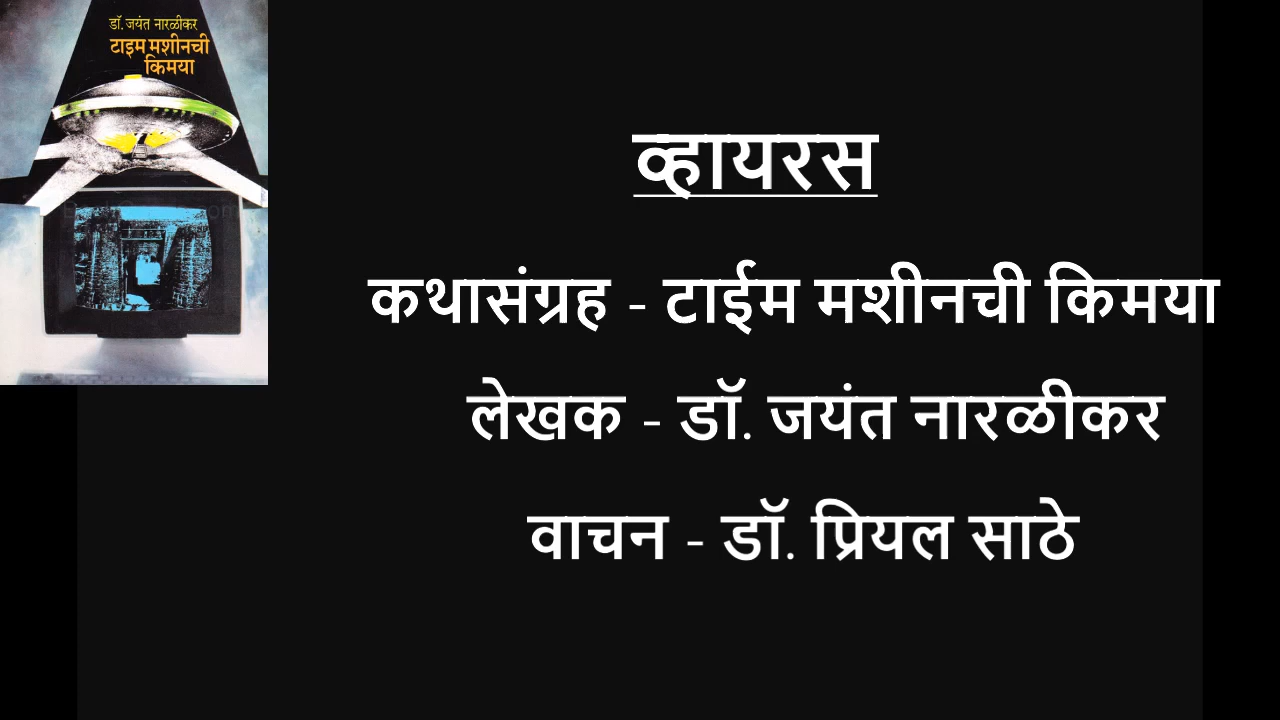 डॉ. जयंत नारळीकर
टाइम मशीनची
किमया
व्हायरस
कथासंग्रह - टाईम मशीनची किमया
लेखक - डॉ. जयंत नारळीकर
वाचन - डॉ. प्रियल साठे